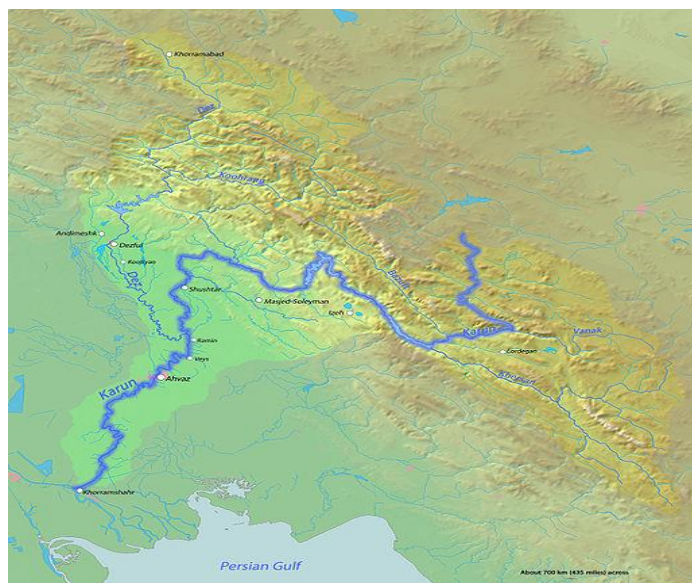 Khorramabad
Dez
Koohrang
Andimeshk
Dezful
Koohyan
Dez
Shushtar
Masjed-Soleyman
Izeh
Bazoft
Karun
Vanak
Lordegan
Khersan
Ramin
Veys
Ahvaz
Karun
Khorramshahr
Persian Gulf
About 700 km (435 miles) across